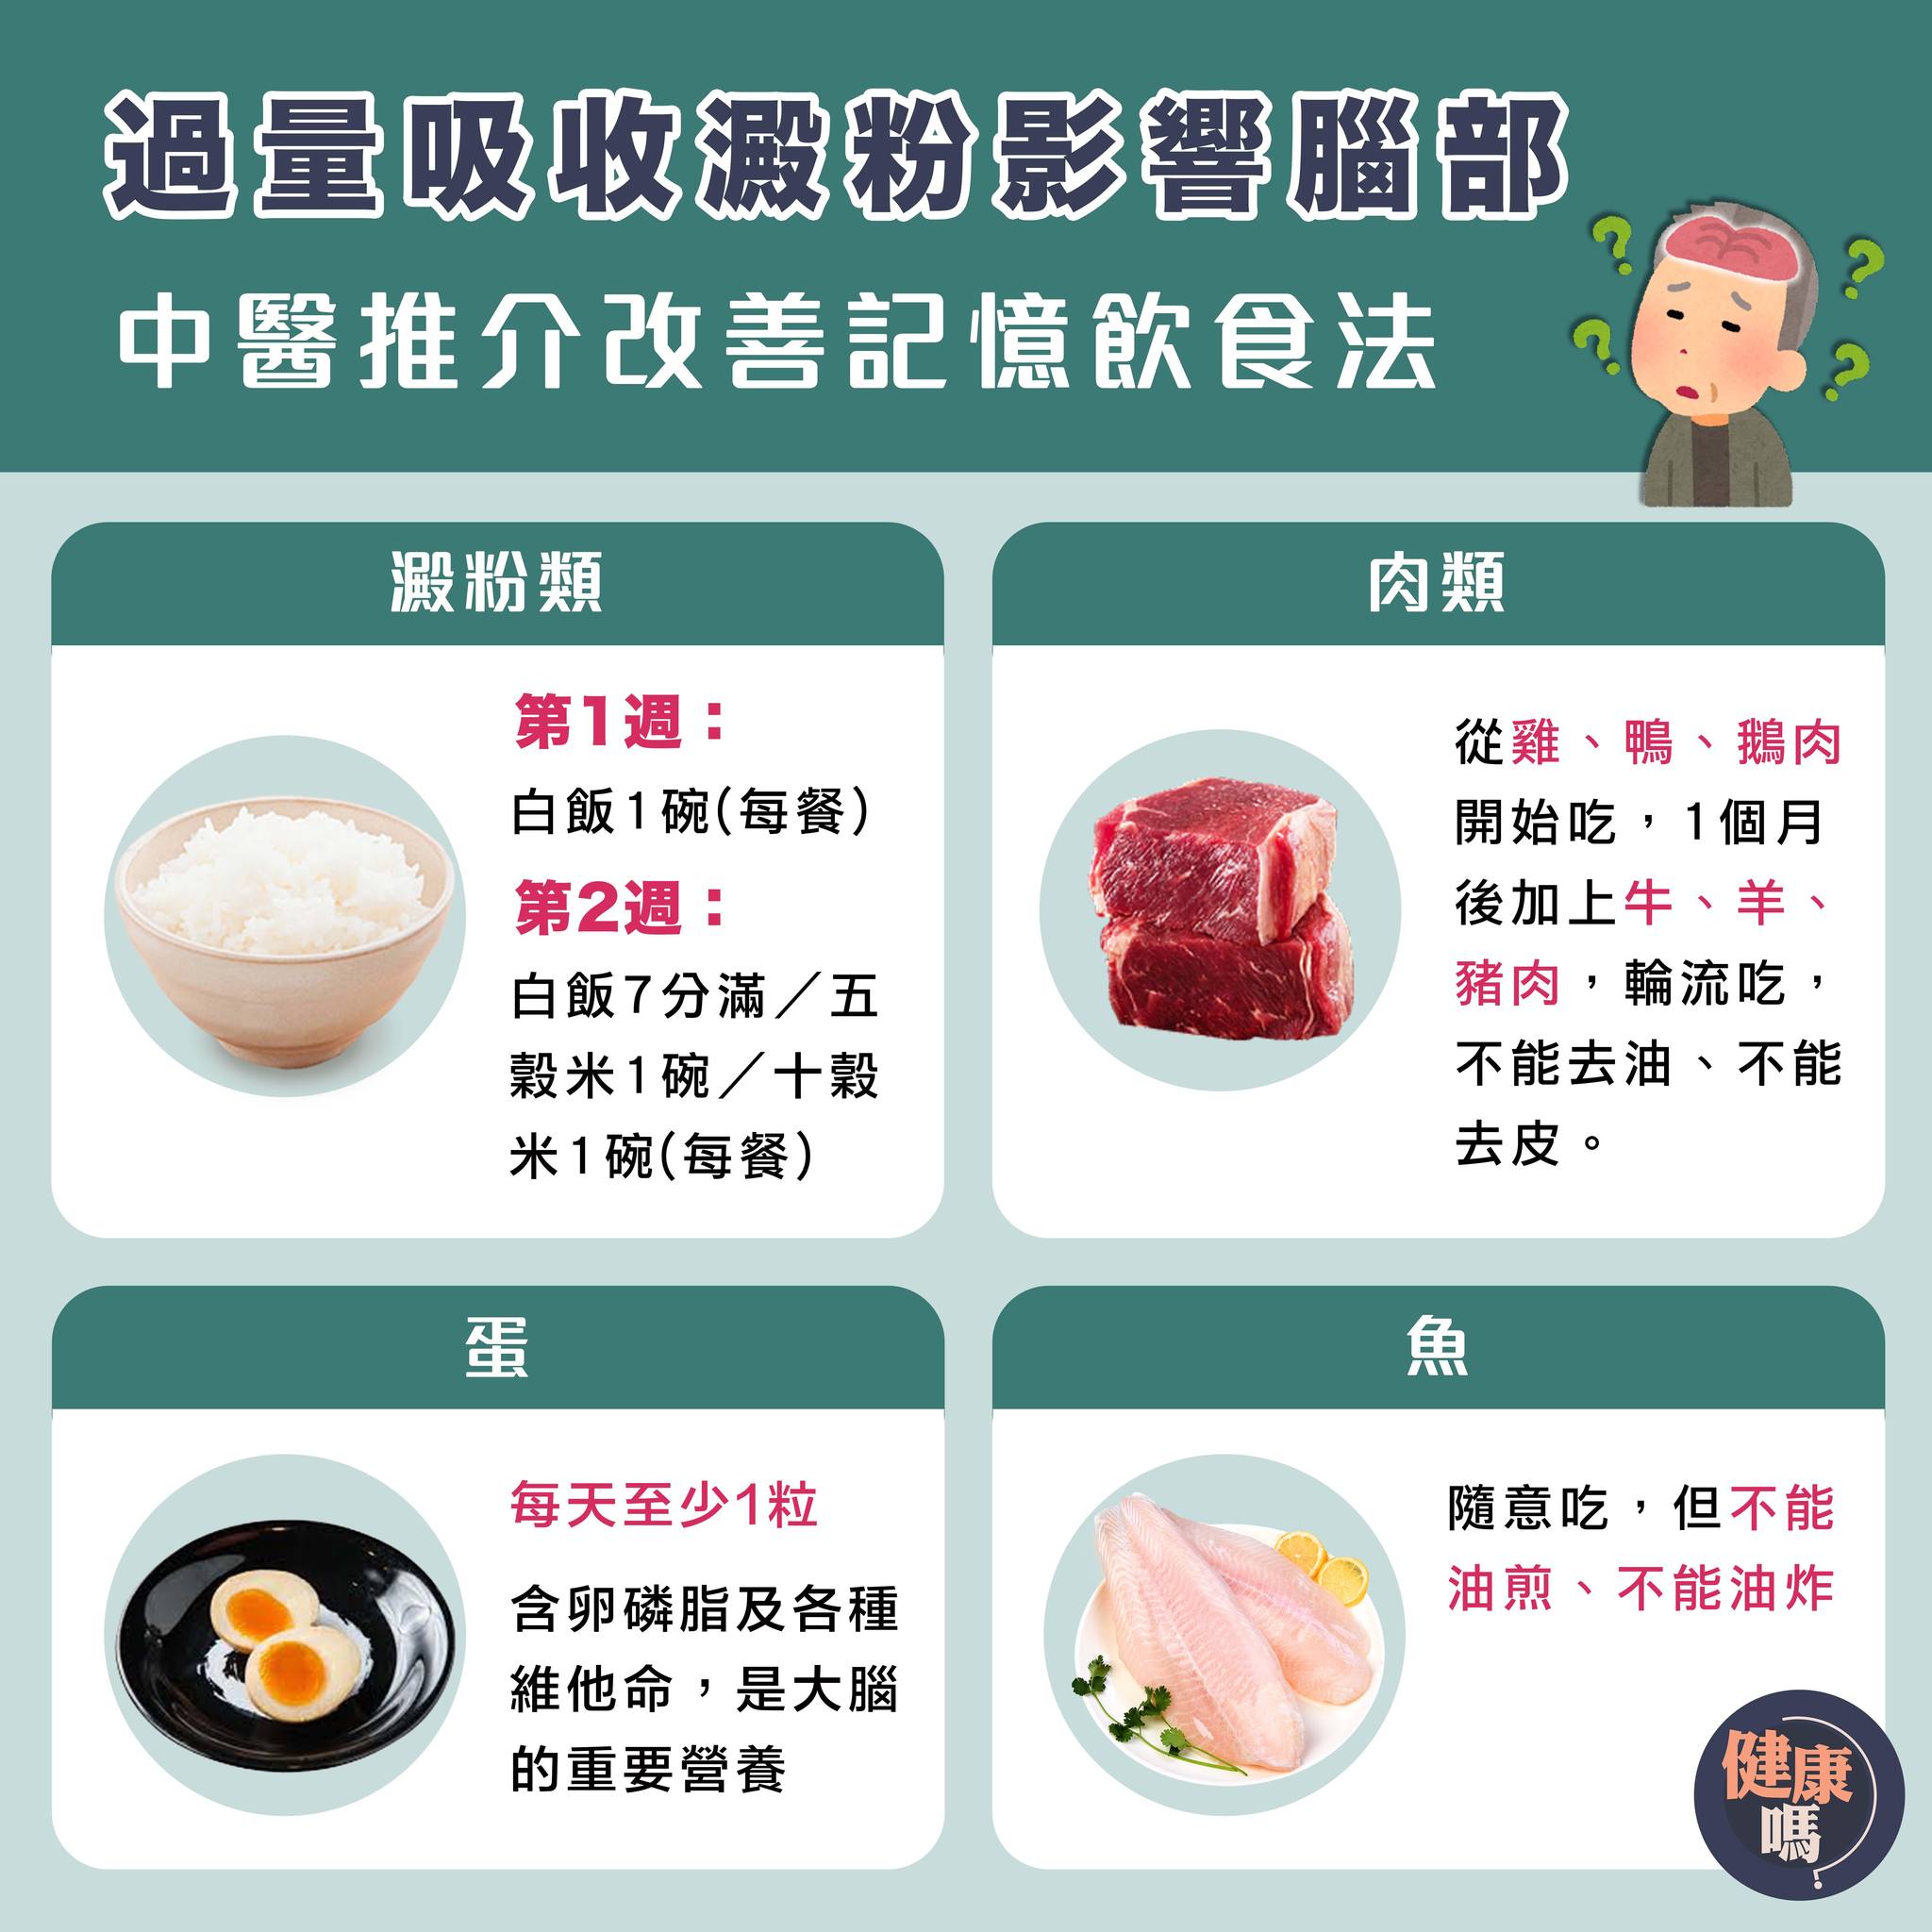 過量吸收澱粉影響腦部
中醫推介改善記憶飲食法
澱粉類
第1週：
白飯1碗(每餐)
第2週：
白飯7分滿／五
穀米1碗／十穀
米1碗(每餐)
肉類
從雞、鴨、鵝肉
開始吃，1個月
後加上牛、羊、
豬肉，輪流吃，
不能去油、不能
去皮。
蛋
每天至少1粒
含卵磷脂及各種
維他命，是大腦
的重要營養
魚
隨意吃，但不能
油煎、不能油炸
健康
嗎
?